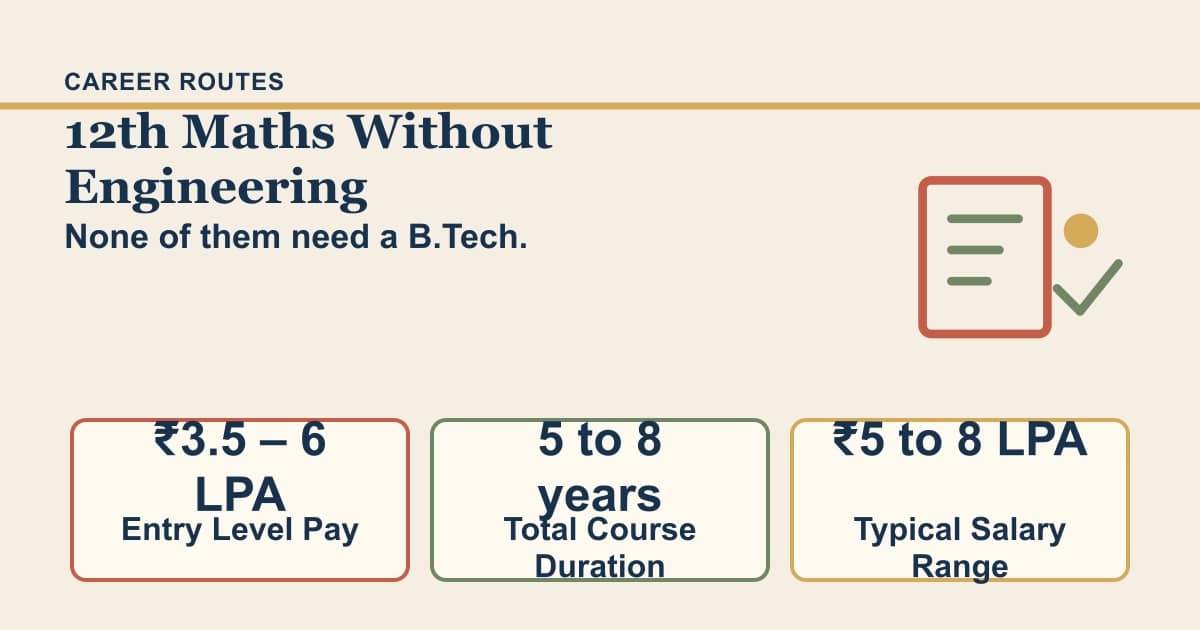 CAREER ROUTES
12th Maths Without
Engineering
None of them need a B.Tech.
₹3.5 – 6
LPA
Entry Level Pay
5 to 8
years
Total Course
Duration
₹5 to 8 LPA
Typical Salary
Range